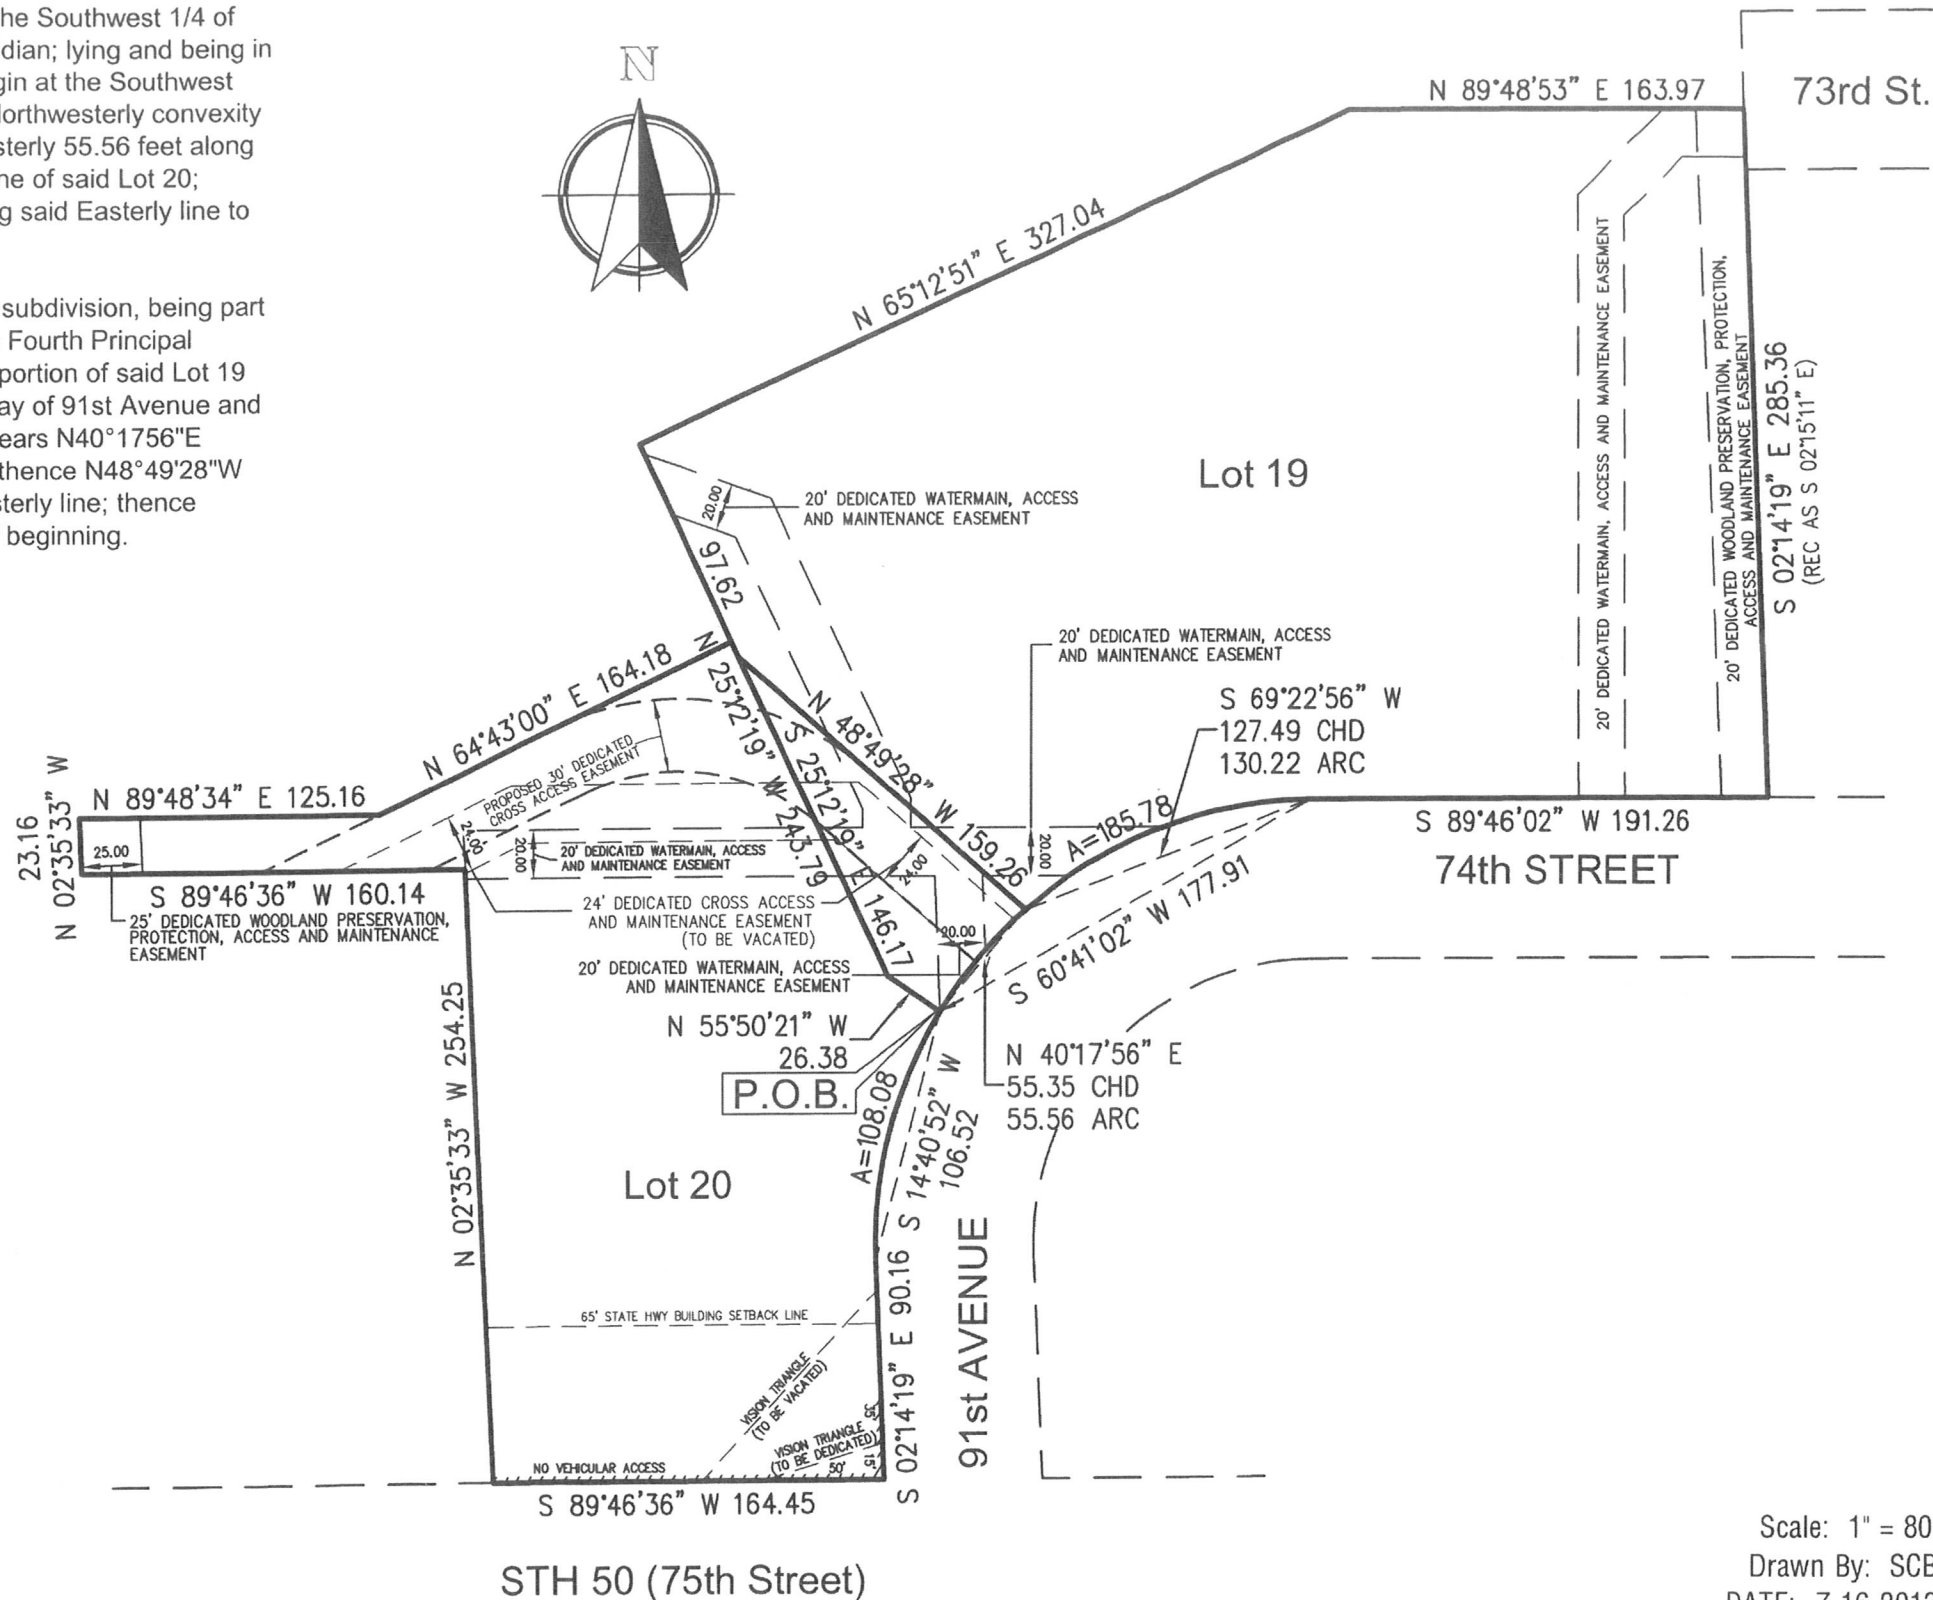 he Southwest 1/4 of
dian; lying and being in
gin at the Southwest
Northwesterly convexity
sterly 55.56 feet along
ne of said Lot 20;
g said Easterly line to
subdivision, being part
Fourth Principal
portion of said Lot 19
ay of 91st Avenue and
ears N40°1756"E
thence N48°49'28"W
sterly line; thence
beginning.
N
N 89°48'53" E 163.97
73rd St.
N 65°12'51" E 327.04
20' DEDICATED WATERMAIN, ACCESS AND MAINTENANCE EASEMENT
20' DEDICATED WOODLAND PRESERVATION, PROTECTION,
ACCESS AND MAINTENANCE EASEMENT
S 02°14'19" E 285.36
(REC AS S 02°15'11" E)
Lot 19
20.00
20' DEDICATED WATERMAIN, ACCESS
AND MAINTENANCE EASEMENT
97.62
N 25°12'19" W 243.79
20' DEDICATED WATERMAIN, ACCESS
AND MAINTENANCE EASEMENT
S 69°22'56" W
127.49 CHD
130.22 ARC
N 64°43'00" E 164.18
N 48°49'28" W 159.26
S 25°12'19" E 146.17
PROPOSED 30' DEDICATED
CROSS ACCESS EASEMENT
N 89°48'34" E 125.16
23.16
N 02°35'33" W
25.00
24.00
20.00
20' DEDICATED WATERMAIN, ACCESS
AND MAINTENANCE EASEMENT
24.00
20.00
A=185.78
S 89°46'02" W 191.26
74th STREET
S 89°46'36" W 160.14
25' DEDICATED WOODLAND PRESERVATION,
PROTECTION, ACCESS AND MAINTENANCE
EASEMENT
24' DEDICATED CROSS ACCESS
AND MAINTENANCE EASEMENT
(TO BE VACATED)
20.00
S 60°41'02" W 177.91
20' DEDICATED WATERMAIN, ACCESS
AND MAINTENANCE EASEMENT
N 55°50'21" W
26.38
P.O.B.
N 40°17'56" E
55.35 CHD
55.56 ARC
N 02°35'33" W 254.25
A=108.08
S 14°40'52" W
106.52
Lot 20
91st AVENUE
S 02°14'19" E 90.16
65' STATE HWY BUILDING SETBACK LINE
VISION TRIANGLE
(TO BE VACATED)
VISION TRIANGLE
(TO BE DEDICATED)
35'
15'
50'
NO VEHICULAR ACCESS
S 89°46'36" W 164.45
STH 50 (75th Street)
Scale: 1" = 80
Drawn By: SCB
DATE: 7-16-2012